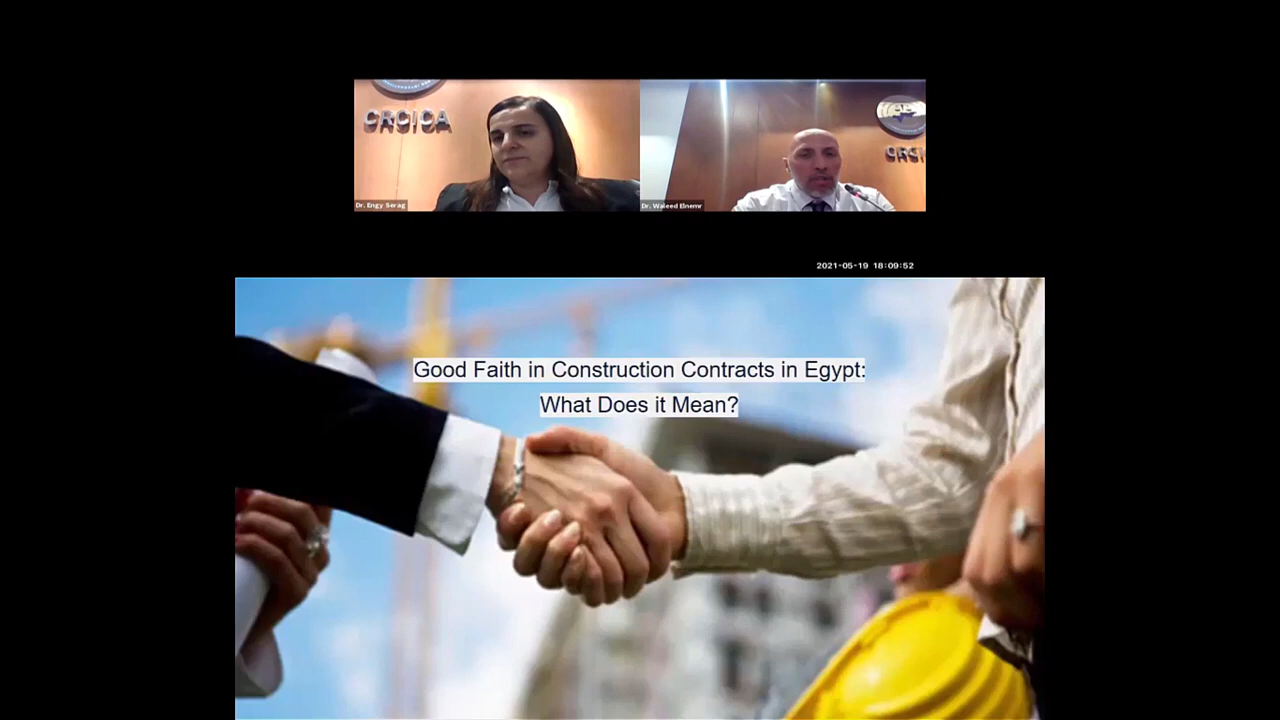 CRCICA
CRCI
Dr. Engy Serag
Dr. Waleed Elnemr
2021-05-19 18:09:52
Good Faith in Construction Contracts in Egypt:
What Does it Mean?